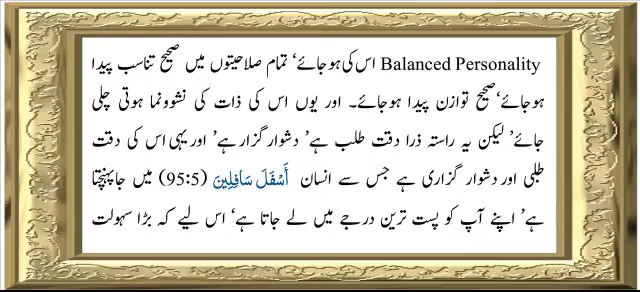 Balanced Personality اس کی ہوجائے‘ تمام صلاحیتوں میں صحیح تناسب پیدا
ہوجائے‘ صحیح توازن پیدا ہوجائے۔ اور یوں اس کی ذات کی نشوونما ہوتی چلی
جائے‘ لیکن یہ راستہ ذرا دقت طلب ہے‘ دشوار گزار ہے‘ اور یہی اس کی دقت
طلبی اور دشوار گزاری ہے جس سے انسان أَسْفَلَ سَافِلِينَ (95:5) میں جاپہنچتا
ہے‘ اپنے آپ کو پست ترین درجے میں لے جاتا ہے‘ اس لیے کہ بڑا سہولت